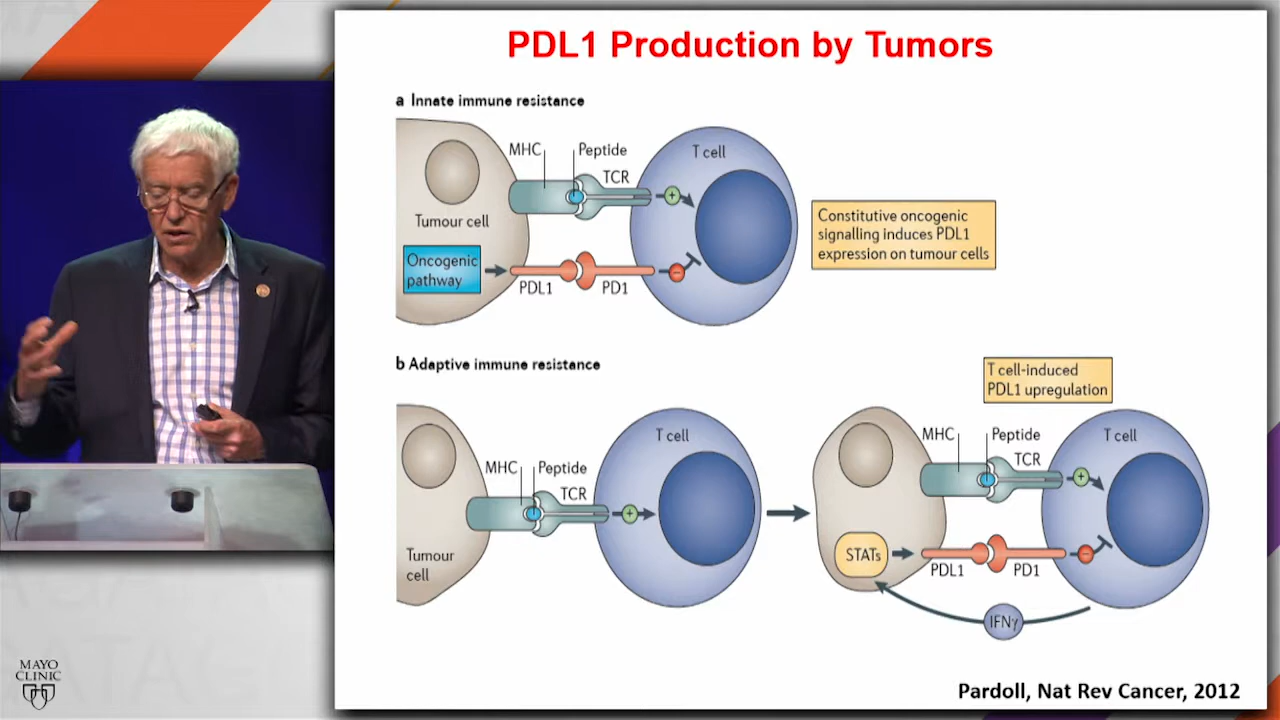 PDL1 Production by Tumors
a Innate immune resistance
MHC
Peptide
TCR
T cell
Tumour cell
Oncogenic
pathway
PDL1
PD1
Constitutive oncogenic
signalling induces PDL1
expression on tumour cells
b Adaptive immune resistance
T cell-induced
PDL1 upregulation
MHC
Peptide
TCR
T cell
Tumour
cell
MHC
Peptide
TCR
T cell
STATs
PDL1
PD1
IFNγ
Pardoll, Nat Rev Cancer, 2012
MAYO
CLINIC